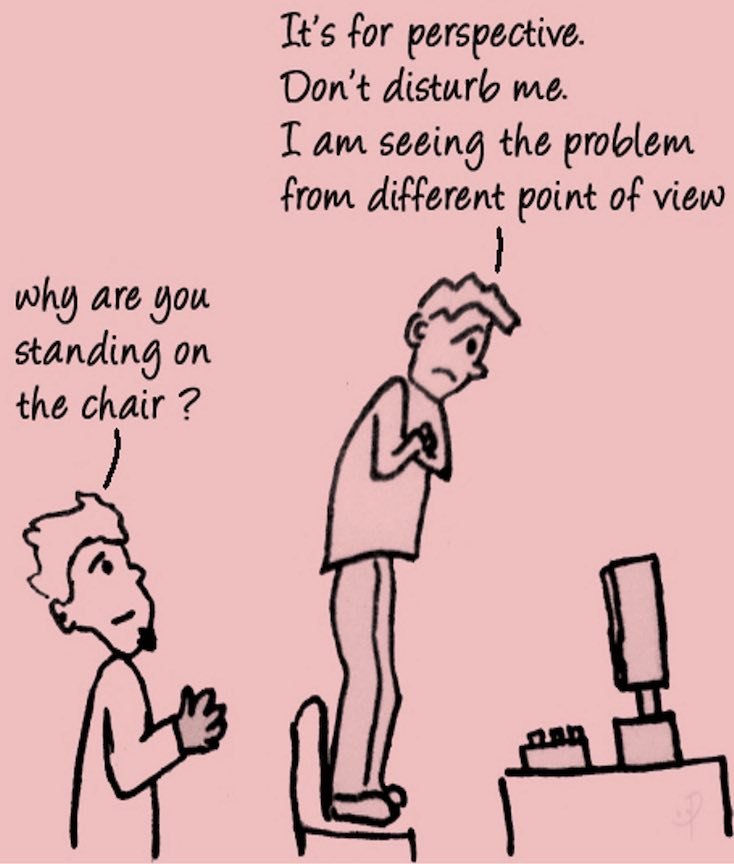 It's for perspective.
Don't disturb me.
I am seeing the problem
from different point of view
why are you
standing on
the chair ?